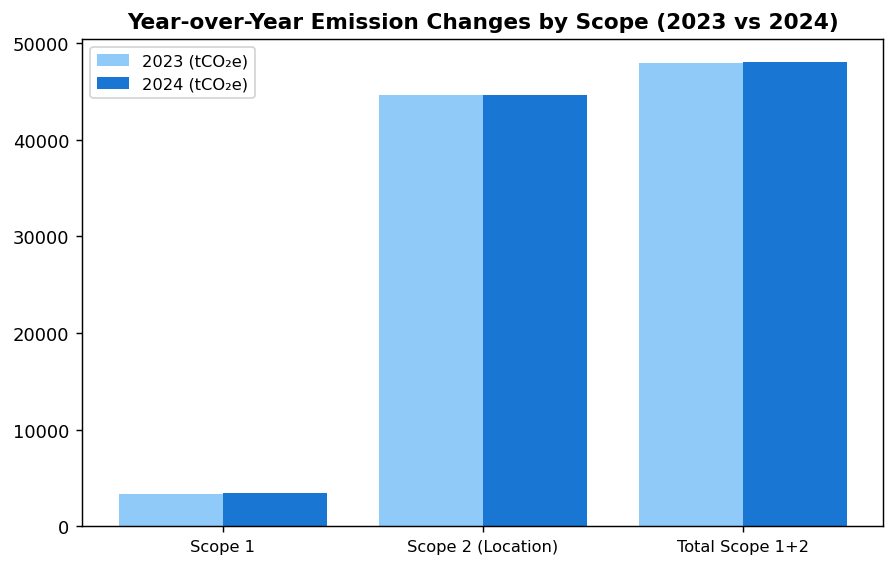 Year-over-Year Emission Changes by Scope (2023 vs 2024)
2023 (tCO₂e)
2024 (tCO₂e)
50000
40000
30000
20000
10000
0
Scope 1
Scope 2 (Location)
Total Scope 1+2